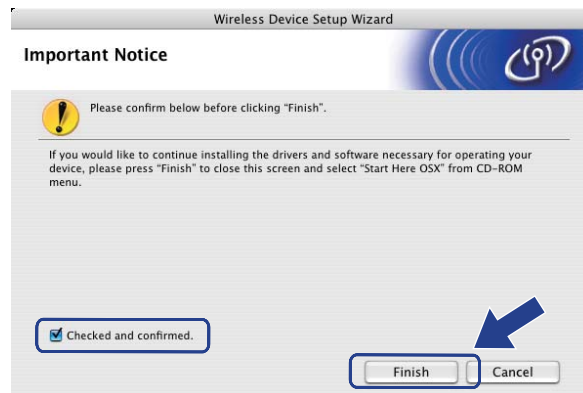 Wireless Device Setup Wizard
Important Notice
Please confirm below before clicking “Finish”.
If you would like to continue installing the drivers and software necessary for operating your
device, please press “Finish” to close this screen and select “Start Here OSX” from CD-ROM
menu.
Checked and confirmed.
Finish
Cancel